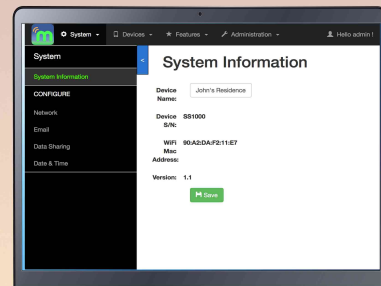 m System Devices Features Administration Hello admin !
System
System Information
CONFIGURE
Network
Email
Data Sharing
Date & Time
<
System Information
Device Name: John's Residence
Device S/N: SS1000
WiFi Mac Address: 90:A2:DA:F2:11:E7
Version: 1.1
Save